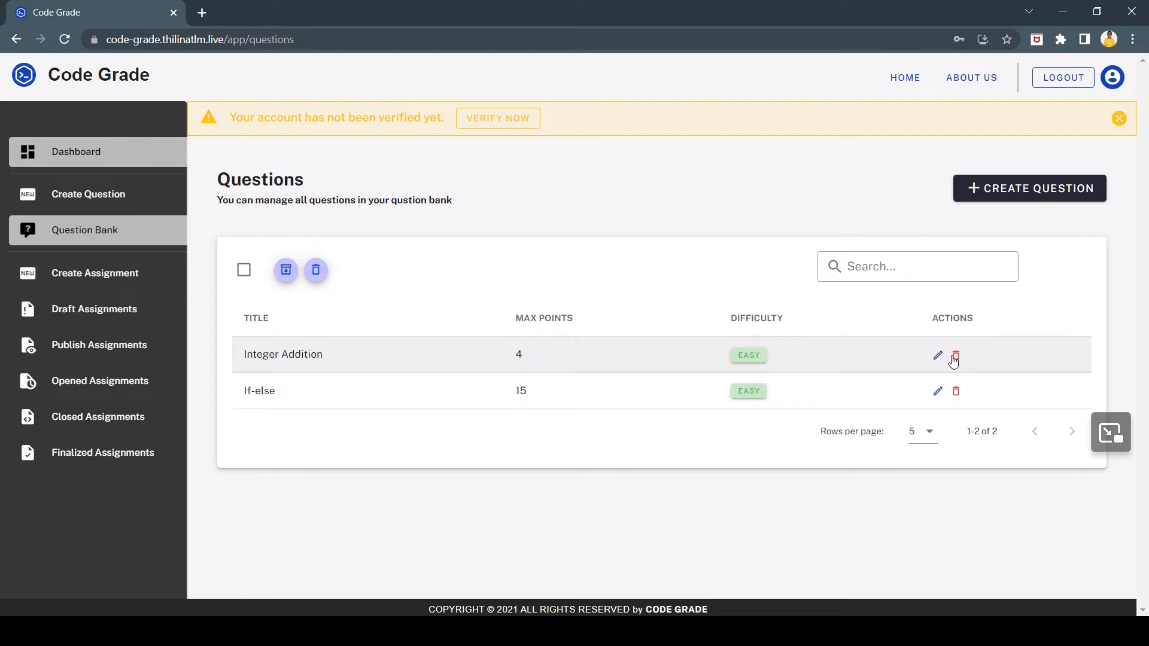 Code Grade
code-grade.thilinatlm.live/app/questions
Code Grade
HOME ABOUT US LOGOUT
Your account has not been verified yet. VERIFY NOW
Dashboard
NEW Create Question
Question Bank
NEW Create Assignment
Draft Assignments
Publish Assignments
Opened Assignments
Closed Assignments
Finalized Assignments
Questions
You can manage all questions in your qustion bank
+ CREATE QUESTION
Search...
TITLE MAX POINTS DIFFICULTY ACTIONS
Integer Addition 4 EASY
If-else 15 EASY
Rows per page: 5 1-2 of 2
COPYRIGHT © 2021 ALL RIGHTS RESERVED by CODE GRADE